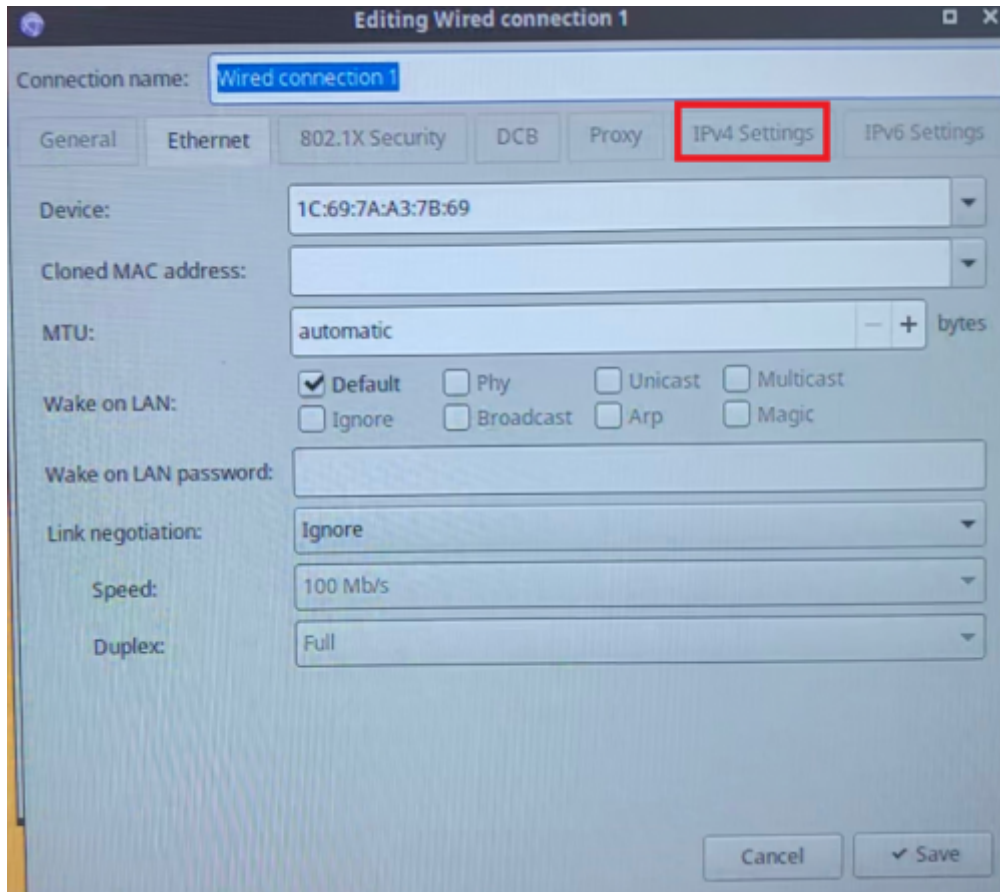 Editing Wired connection 1
Connection name: Wired connection 1
General Ethernet 802.1X Security DCB Proxy IPv4 Settings IPv6 Settings
Device: 1C:69:7A:A3:7B:69
Cloned MAC address:
MTU: automatic bytes
Wake on LAN: Default Phy Unicast Multicast
Ignore Broadcast Arp Magic
Wake on LAN password:
Link negotiation: Ignore
Speed: 100 Mb/s
Duplex: Full
Cancel Save